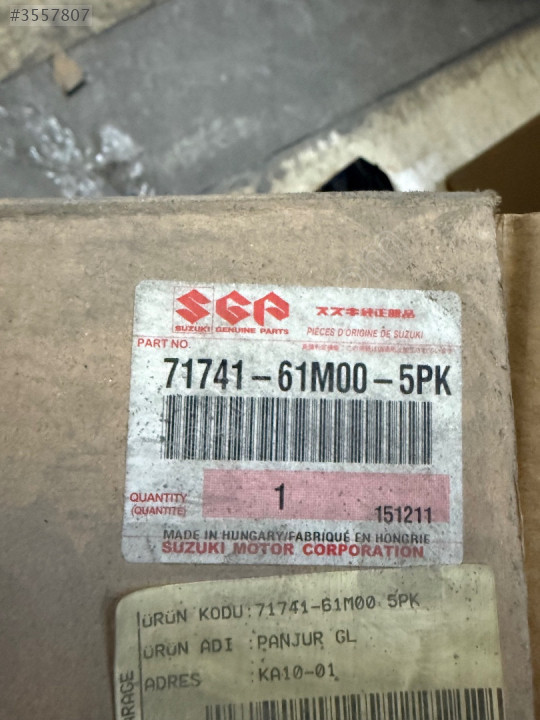 #3557807
SGP スズキ純正部品
SUZUKI GENUINE PARTS PIÈCES D'ORIGINE DE SUZUKI
PART NO.
71741-61M00-5PK
QUANTITY
(QUANTITÉ)
1
151211
MADE IN HUNGARY/FABRIQUÉ EN HONGRIE
SUZUKI MOTOR CORPORATION
ÜRÜN KODU:71741-61M00 5PK
ÜRÜN ADI :PANJUR GL
ADRES :KA10-01